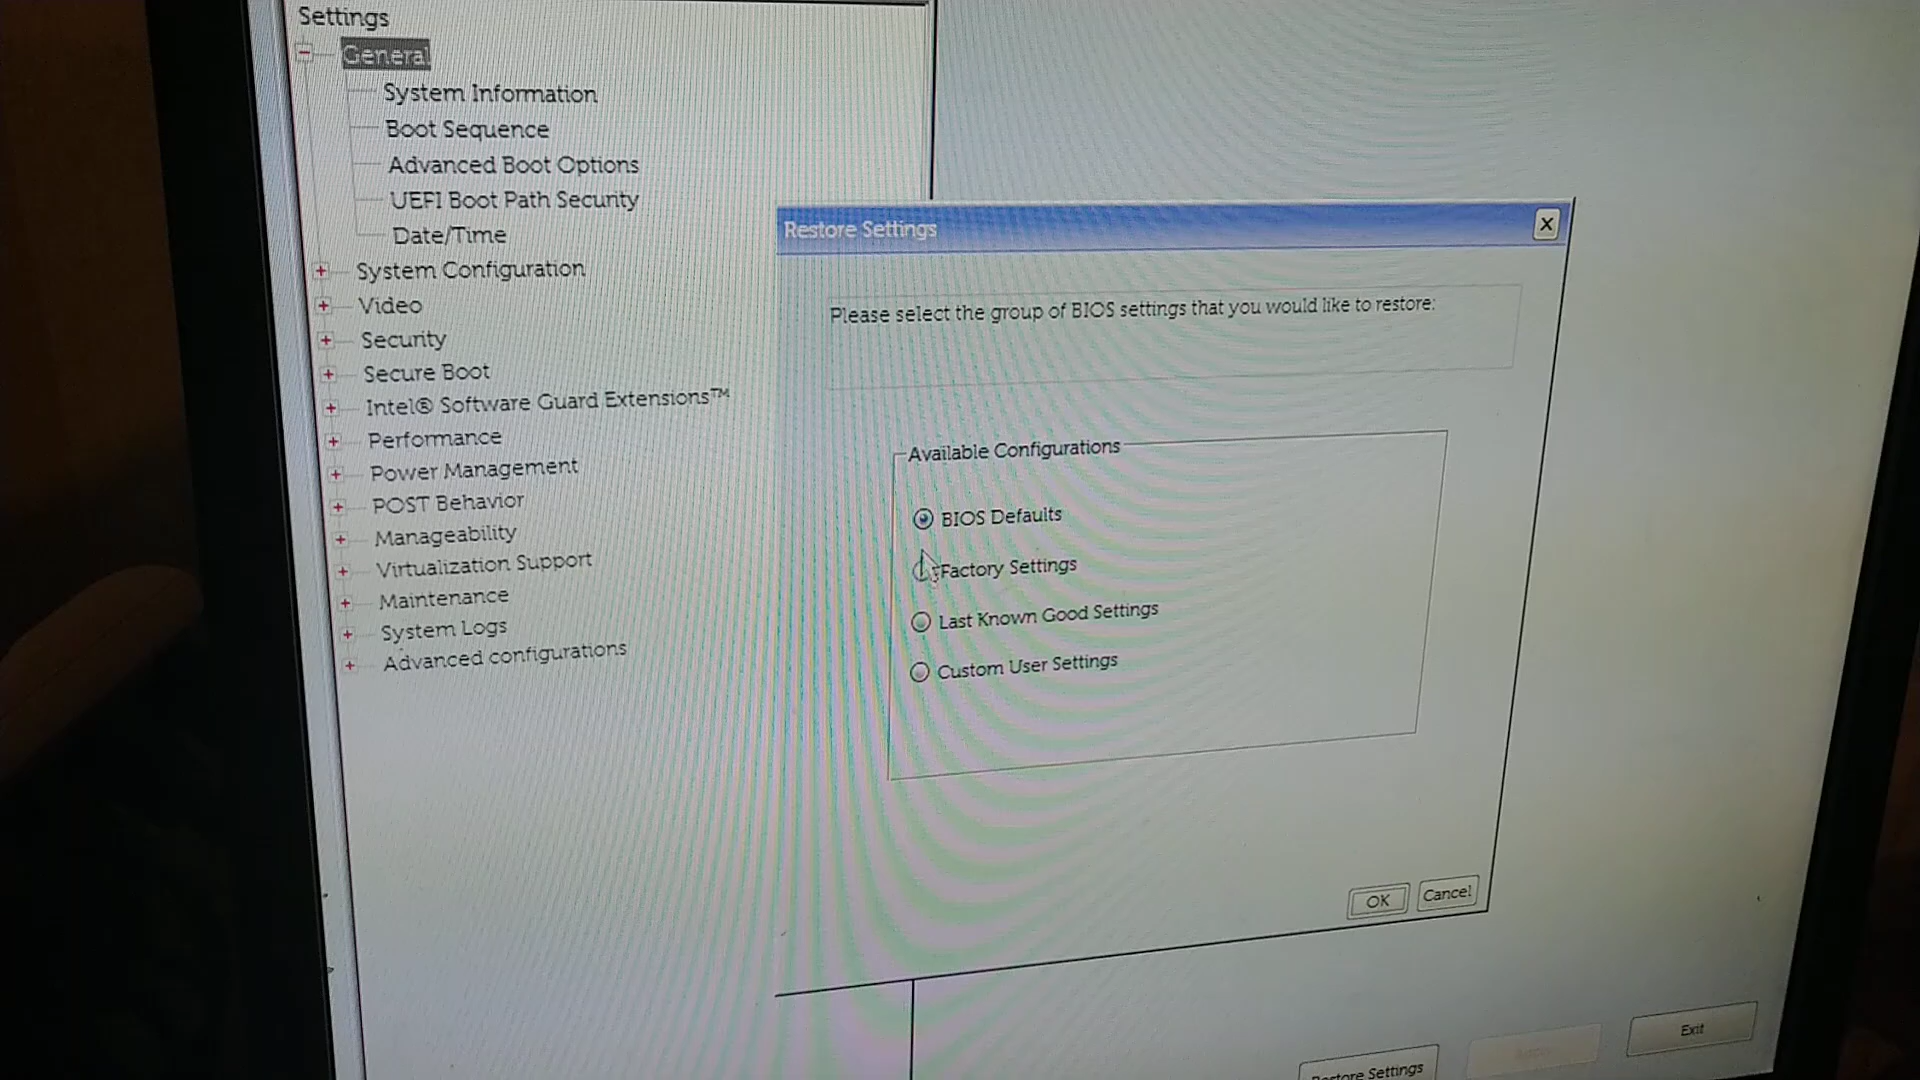 Settings
General
System Information
Boot Sequence
Advanced Boot Options
UEFI Boot Path Security
Date/Time
System Configuration
Video
Security
Secure Boot
Intel® Software Guard Extensions™
Performance
Power Management
POST Behavior
Manageability
Virtualization Support
Maintenance
System Logs
Advanced configurations
Restore Settings
Please select the group of BIOS settings that you would like to restore:
Available Configurations
BIOS Defaults
Factory Settings
Last Known Good Settings
Custom User Settings
OK
Cancel
Restore Settings
Exit